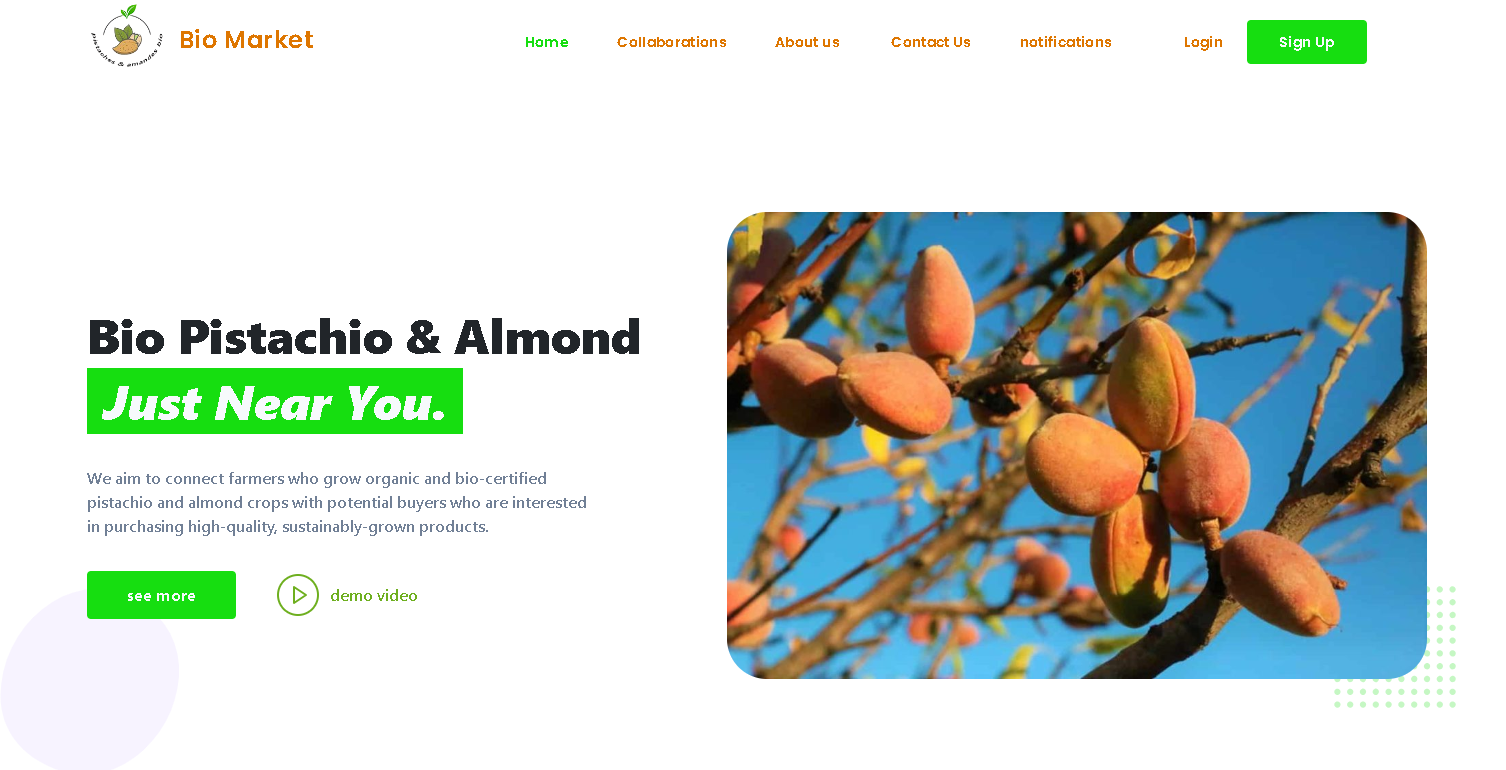 pistaches & amandes bio
Bio Market
Home
Collaborations
About us
Contact Us
notifications
Login
Sign Up
Bio Pistachio & Almond
Just Near You.
We aim to connect farmers who grow organic and bio-certified
pistachio and almond crops with potential buyers who are interested
in purchasing high-quality, sustainably-grown products.
see more
demo video